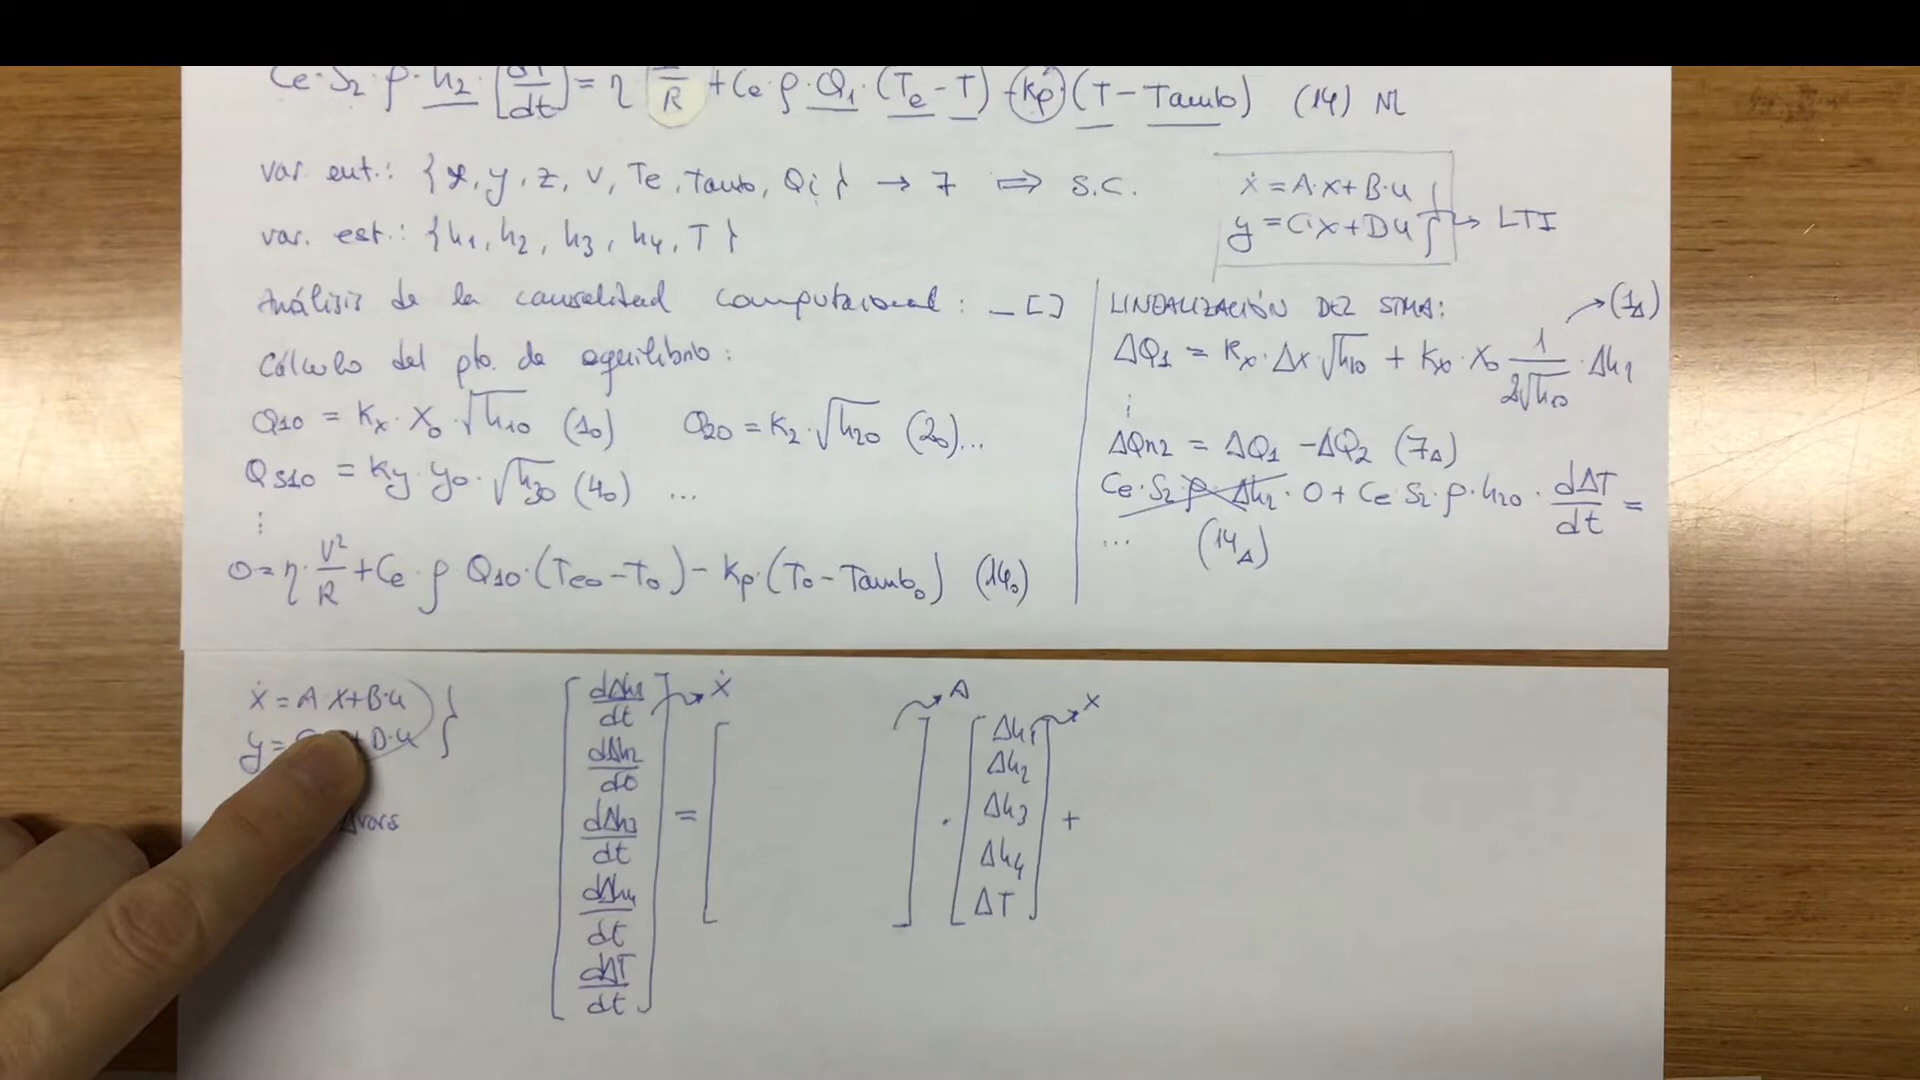 Ce·S2·ρ·h2·[dT/dt] = η /R + Ce·ρ·Q1·(Te-T) - Kp·(T-Tamb) (14) NL
var. ent.: {x, y, z, v, Te, Tamb, Qi} → 7 ⟹ S.C.
var. est.: {h1, h2, h3, h4, T}
ẋ = A·x+B·u
y = Cx+Du } → LTI
Análisis de la causalidad computacional: _ [ ]
Cálculo del pto. de equilibrio:
Q10 = Kx·X0·√h10 (1₀) Q20 = K2·√h20 (2₀)...
QS10 = Ky·y0·√h30 (4₀) ...
⋮
0 = η·V²/R + Ce·ρ·Q10·(Te0-T0) - Kp·(T0-Tamb0) (14₀)
LINEALIZACIÓN DEL STMA:
ΔQ1 = Kx·Δx·√h10 + Kx·X0 1/2√h10·Δh1 → (1Δ)
⋮
ΔQn2 = ΔQ1 - ΔQ2 (7Δ)
Ce·S2·ρ·Δh2·0 + Ce S2·ρ·h20·dΔT/dt =
... (14Δ)
ẋ = A·x+B·u
y = D·u }
Δvars
[dΔh1/dt
dΔh2/dt
dΔh3/dt
dΔh4/dt
dΔT/dt] → ẋ
= [ ] → A
· [Δh1
Δh2
Δh3
Δh4
ΔT] → x
+